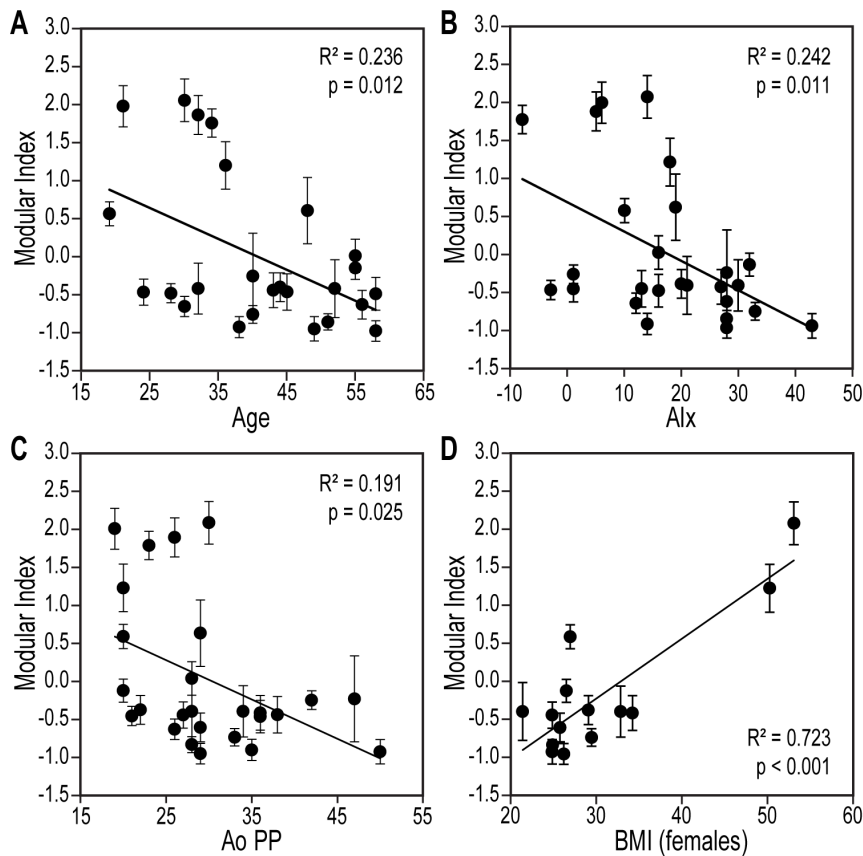 A
3.0
2.5
2.0
1.5
1.0
0.5
0.0
-0.5
-1.0
-1.5
Modular Index
R² = 0.236
p = 0.012
15 25 35 45 55 65
Age
B
3.0
2.5
2.0
1.5
1.0
0.5
0.0
-0.5
-1.0
-1.5
Modular Index
R² = 0.242
p = 0.011
-10 0 10 20 30 40 50
AIx
C
3.0
2.5
2.0
1.5
1.0
0.5
0.0
-0.5
-1.0
-1.5
Modular Index
R² = 0.191
p = 0.025
15 25 35 45 55
Ao PP
D
3.0
2.5
2.0
1.5
1.0
0.5
0.0
-0.5
-1.0
-1.5
Modular Index
R² = 0.723
p < 0.001
20 30 40 50 60
BMI (females)